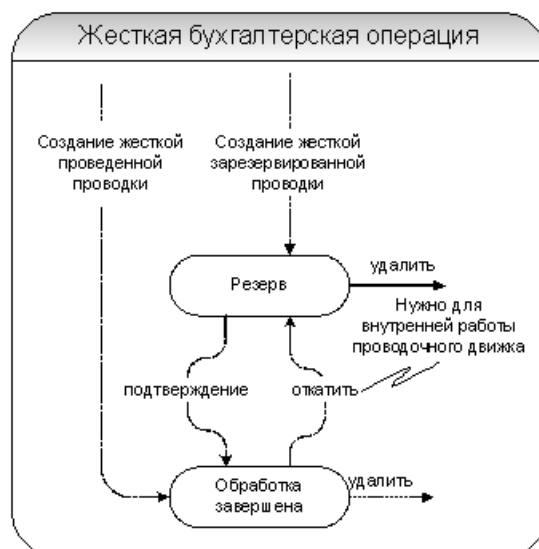 Жесткая бухгалтерская операция
Создание жесткой
проведенной
проводки
Создание жесткой
зарезервированной
проводки
Резерв
удалить
Нужно для
внутренней работы
проводочного движка
подтверждение
откатить
Обработка
завершена
удалить